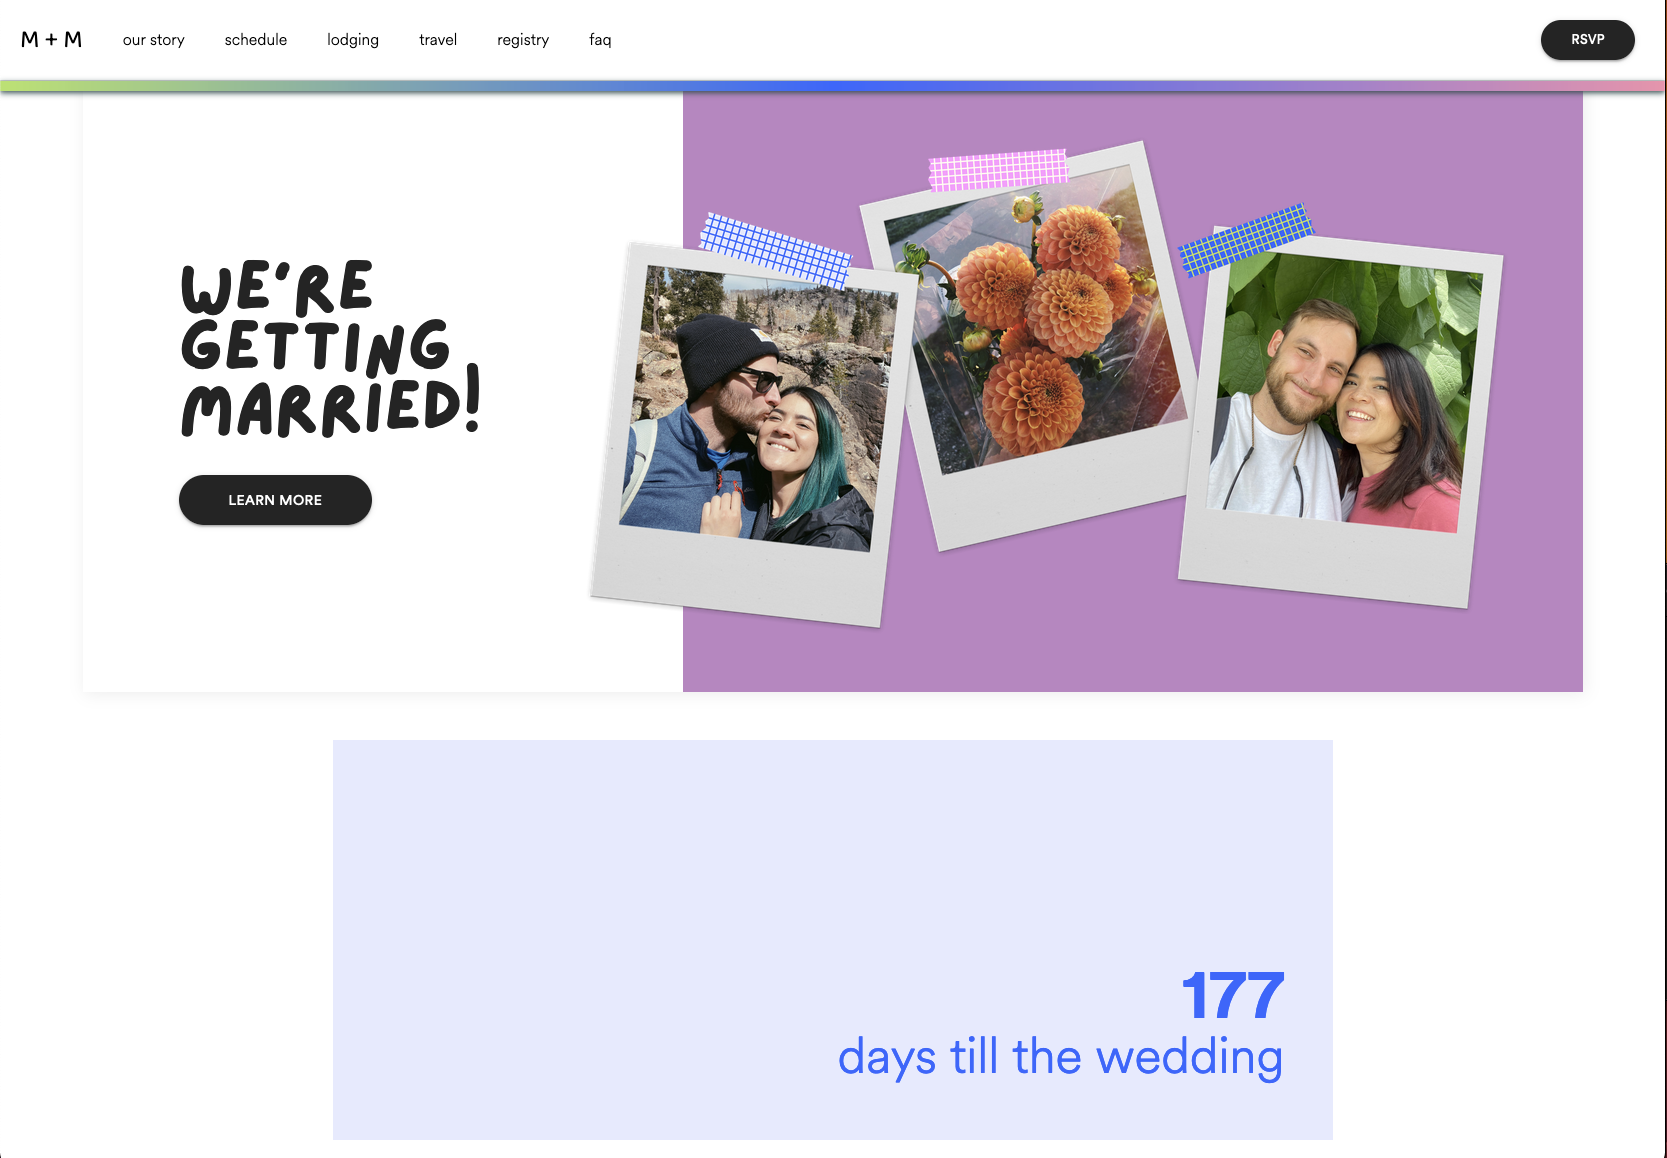 M + M
our story
schedule
lodging
travel
registry
faq
RSVP
WE'RE
GETTING
MARRIED!
LEARN MORE
177
days till the wedding